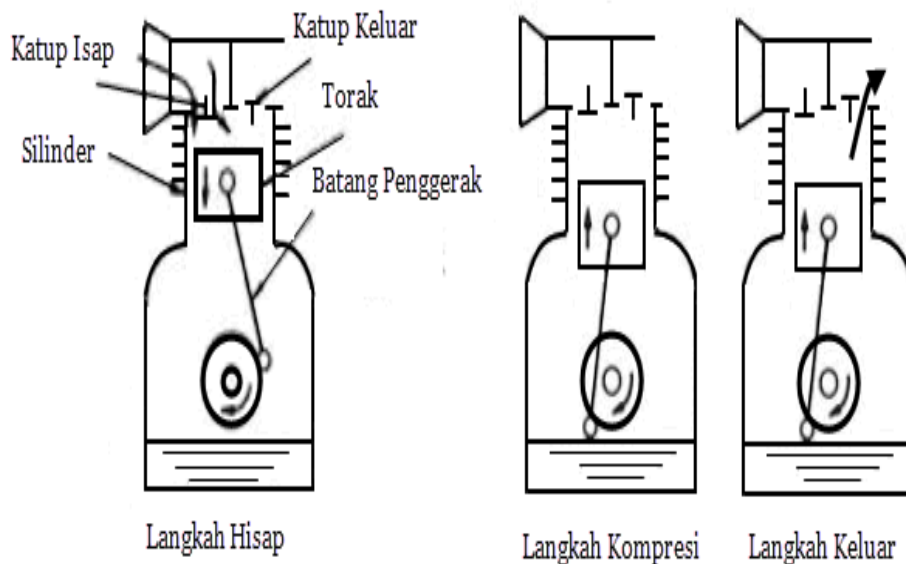 Katup Keluar
Katup Isap
Torak
Silinder
Batang Penggerak
Langkah Hisap
Langkah Kompresi
Langkah Keluar